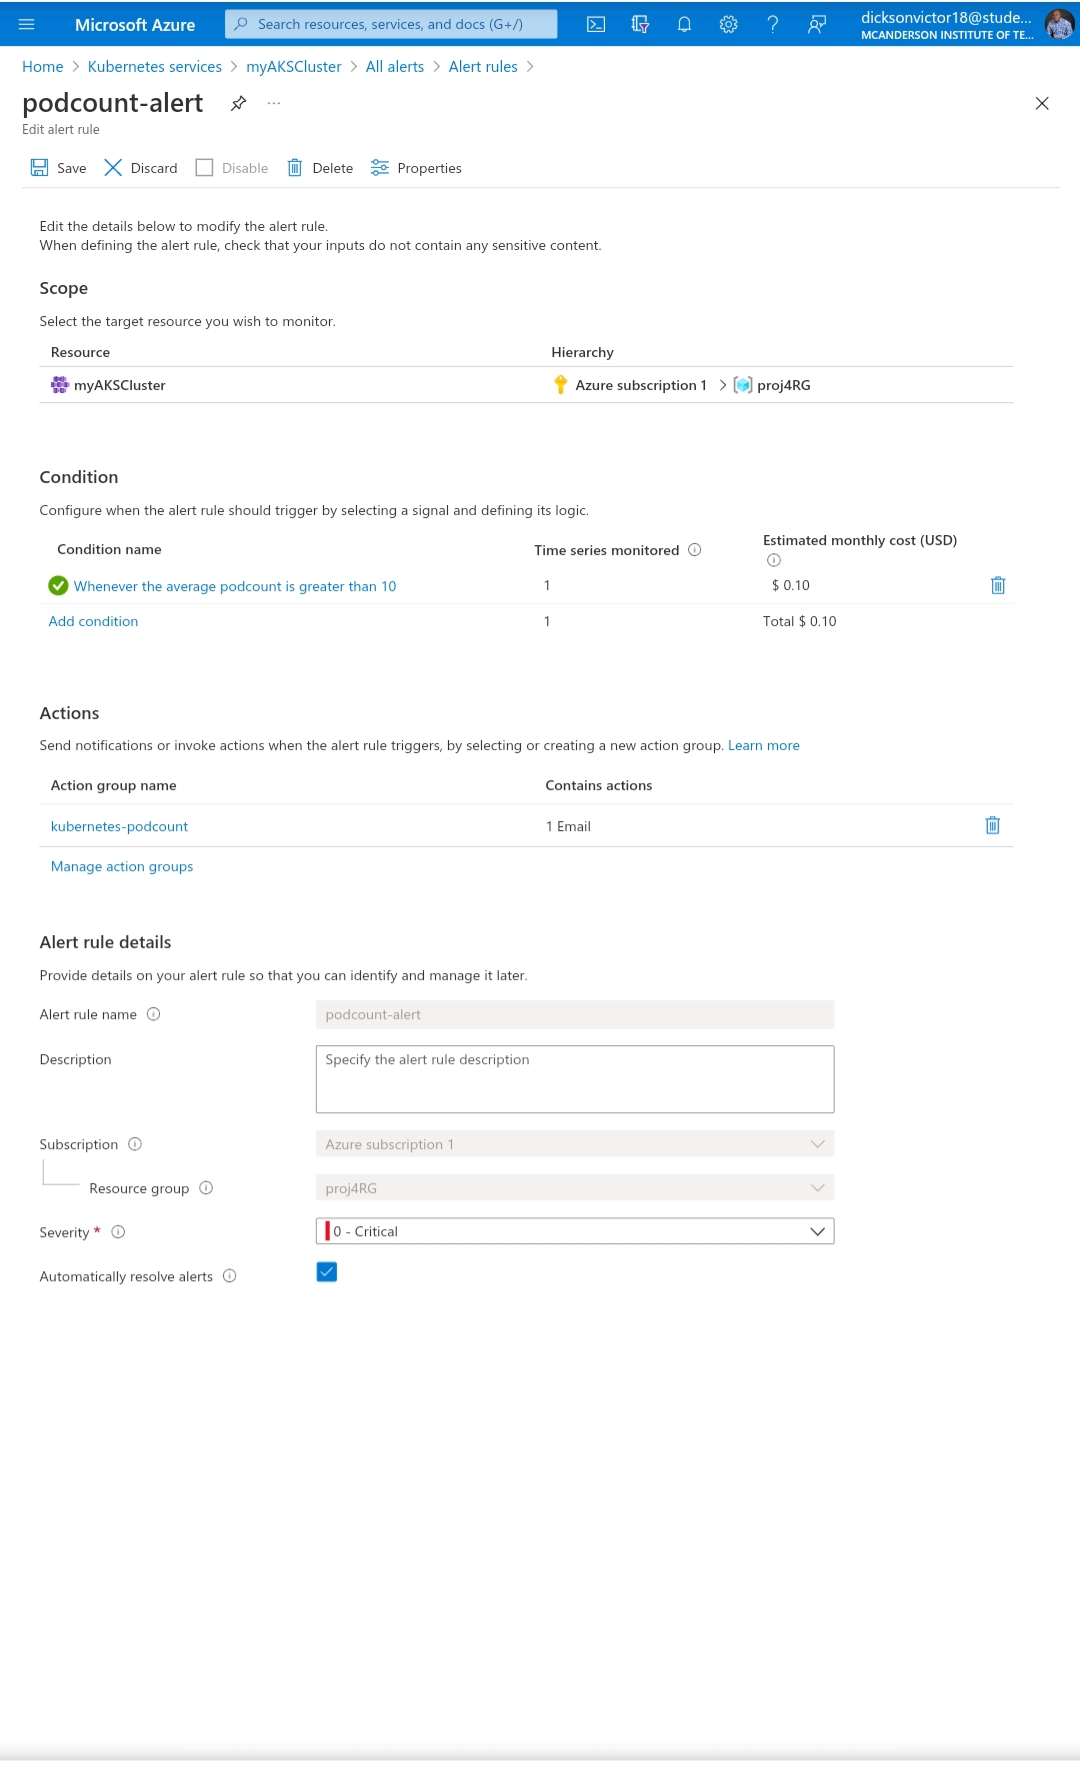 Microsoft Azure
Search resources, services, and docs (G+/)
dicksonvictor18@stude...
MCANDERSON INSTITUTE OF TE...
Home > Kubernetes services > myAKSCluster > All alerts > Alert rules >
podcount-alert
Edit alert rule
Save Discard Disable Delete Properties
Edit the details below to modify the alert rule.
When defining the alert rule, check that your inputs do not contain any sensitive content.
Scope
Select the target resource you wish to monitor.
Resource Hierarchy
myAKSCluster Azure subscription 1 > proj4RG
Condition
Configure when the alert rule should trigger by selecting a signal and defining its logic.
Condition name Time series monitored Estimated monthly cost (USD)
Whenever the average podcount is greater than 10 1 $ 0.10
Add condition 1 Total $ 0.10
Actions
Send notifications or invoke actions when the alert rule triggers, by selecting or creating a new action group. Learn more
Action group name Contains actions
kubernetes-podcount 1 Email
Manage action groups
Alert rule details
Provide details on your alert rule so that you can identify and manage it later.
Alert rule name podcount-alert
Description Specify the alert rule description
Subscription Azure subscription 1
Resource group proj4RG
Severity * 0 - Critical
Automatically resolve alerts